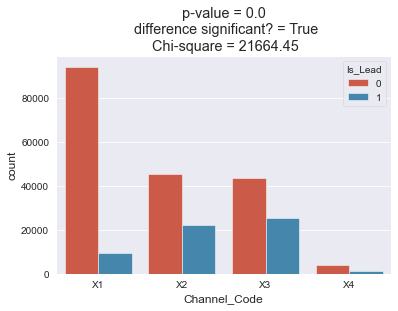 p-value = 0.0
difference significant? = True
Chi-square = 21664.45
Is_Lead
0
1
80000
60000
40000
20000
0
count
X1 X2 X3 X4
Channel_Code